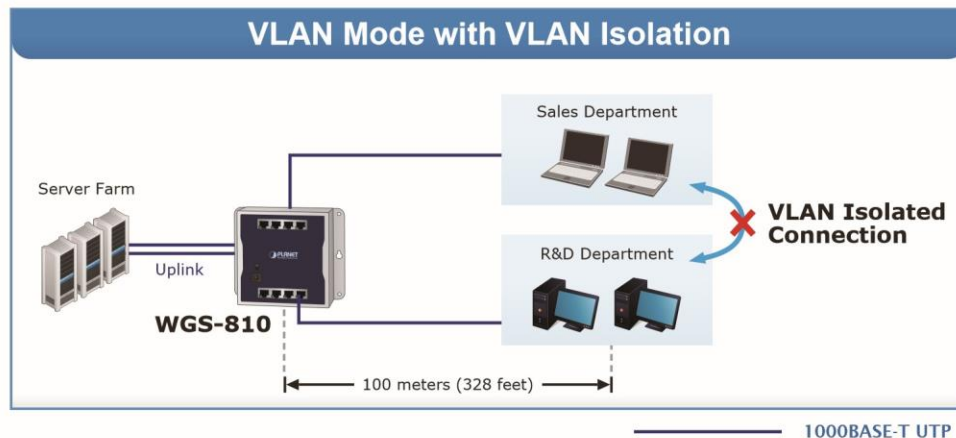 VLAN Mode with VLAN Isolation
Sales Department
Server Farm
VLAN Isolated
Connection
R&D Department
PLANET
Uplink
WGS-810
100 meters (328 feet)
1000BASE-T UTP